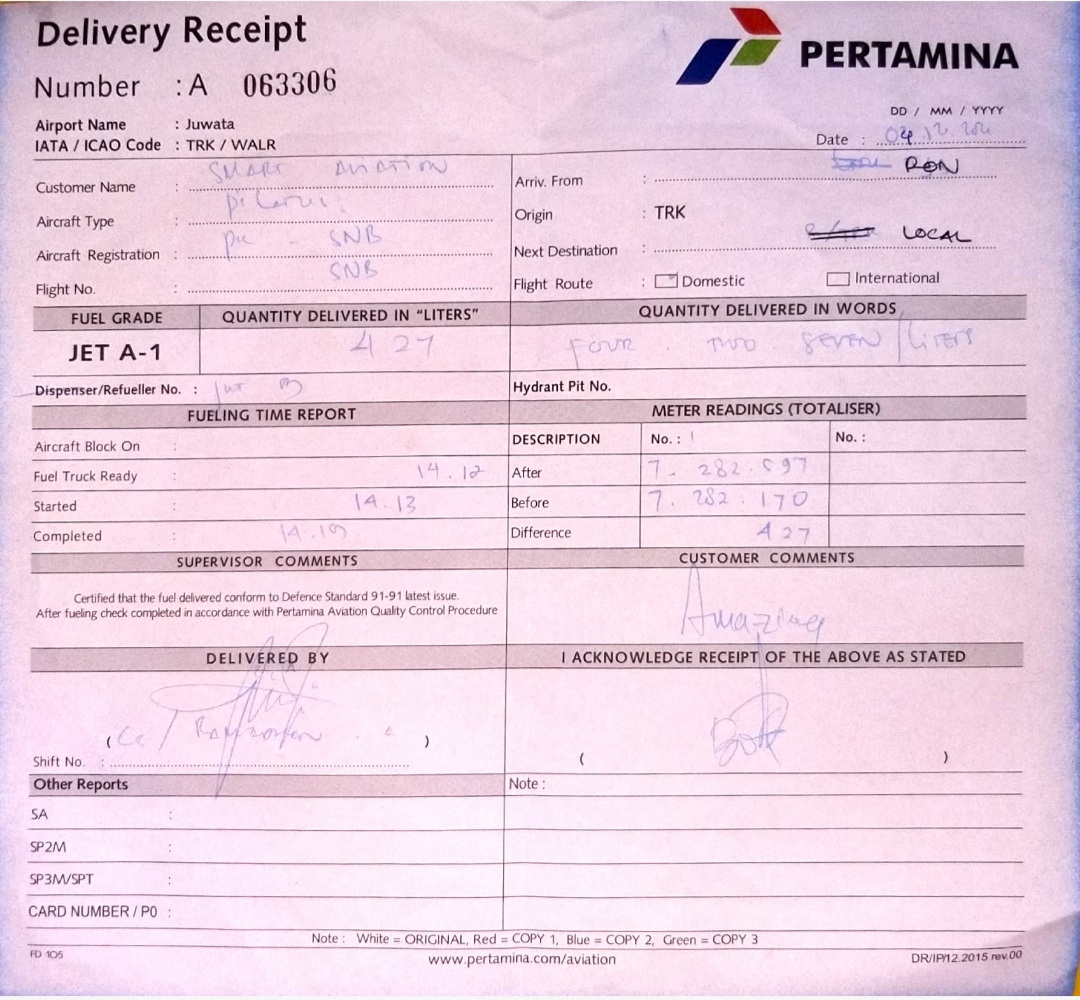 Delivery Receipt
PERTAMINA
Number : A 063306
DD / MM / YYYY
Airport Name : Juwata
Date : 04.12.
IATA / ICAO Code : TRK / WALR
Customer Name : SMART AVIATION
Arriv. From : RON
Aircraft Type :
Origin : TRK
Aircraft Registration : PK - SNB
Next Destination : LOCAL
Flight No. : SNB
Flight Route : Domestic International
FUEL GRADE QUANTITY DELIVERED IN "LITERS" QUANTITY DELIVERED IN WORDS
JET A-1 427 FOUR . TWO . SEVEN / LITERS
Dispenser/Refueller No. :
Hydrant Pit No.
FUELING TIME REPORT METER READINGS (TOTALISER)
Aircraft Block On :
DESCRIPTION No. : No. :
Fuel Truck Ready : 14.12
After 7. 282.597
Started : 14.13
Before 7. 282.170
Completed : 14.19
Difference 427
SUPERVISOR COMMENTS CUSTOMER COMMENTS
Certified that the fuel delivered conform to Defence Standard 91-91 latest issue.
After fueling check completed in accordance with Pertamina Aviation Quality Control Procedure
Amazing
DELIVERED BY I ACKNOWLEDGE RECEIPT OF THE ABOVE AS STATED
( )
Shift No. : ( )
Other Reports Note :
SA :
SP2M :
SP3M/SPT :
CARD NUMBER / PO :
Note : White = ORIGINAL, Red = COPY 1, Blue = COPY 2, Green = COPY 3
FD 105 www.pertamina.com/aviation DR/IP/12.2015 rev.00